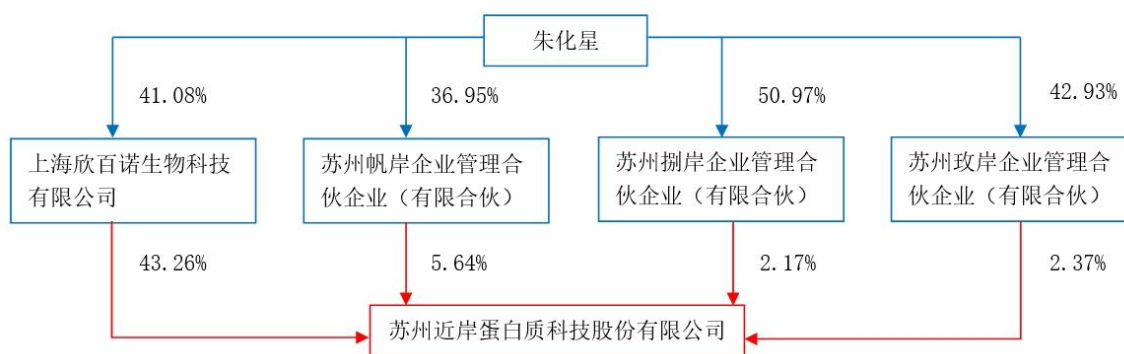 朱化星
41.08%
36.95%
50.97%
42.93%
上海欣百诺生物科技
有限公司
苏州帆岸企业管理合
伙企业（有限合伙）
苏州捌岸企业管理合
伙企业（有限合伙）
苏州玫岸企业管理合
伙企业（有限合伙）
43.26%
5.64%
2.17%
2.37%
苏州近岸蛋白质科技股份有限公司